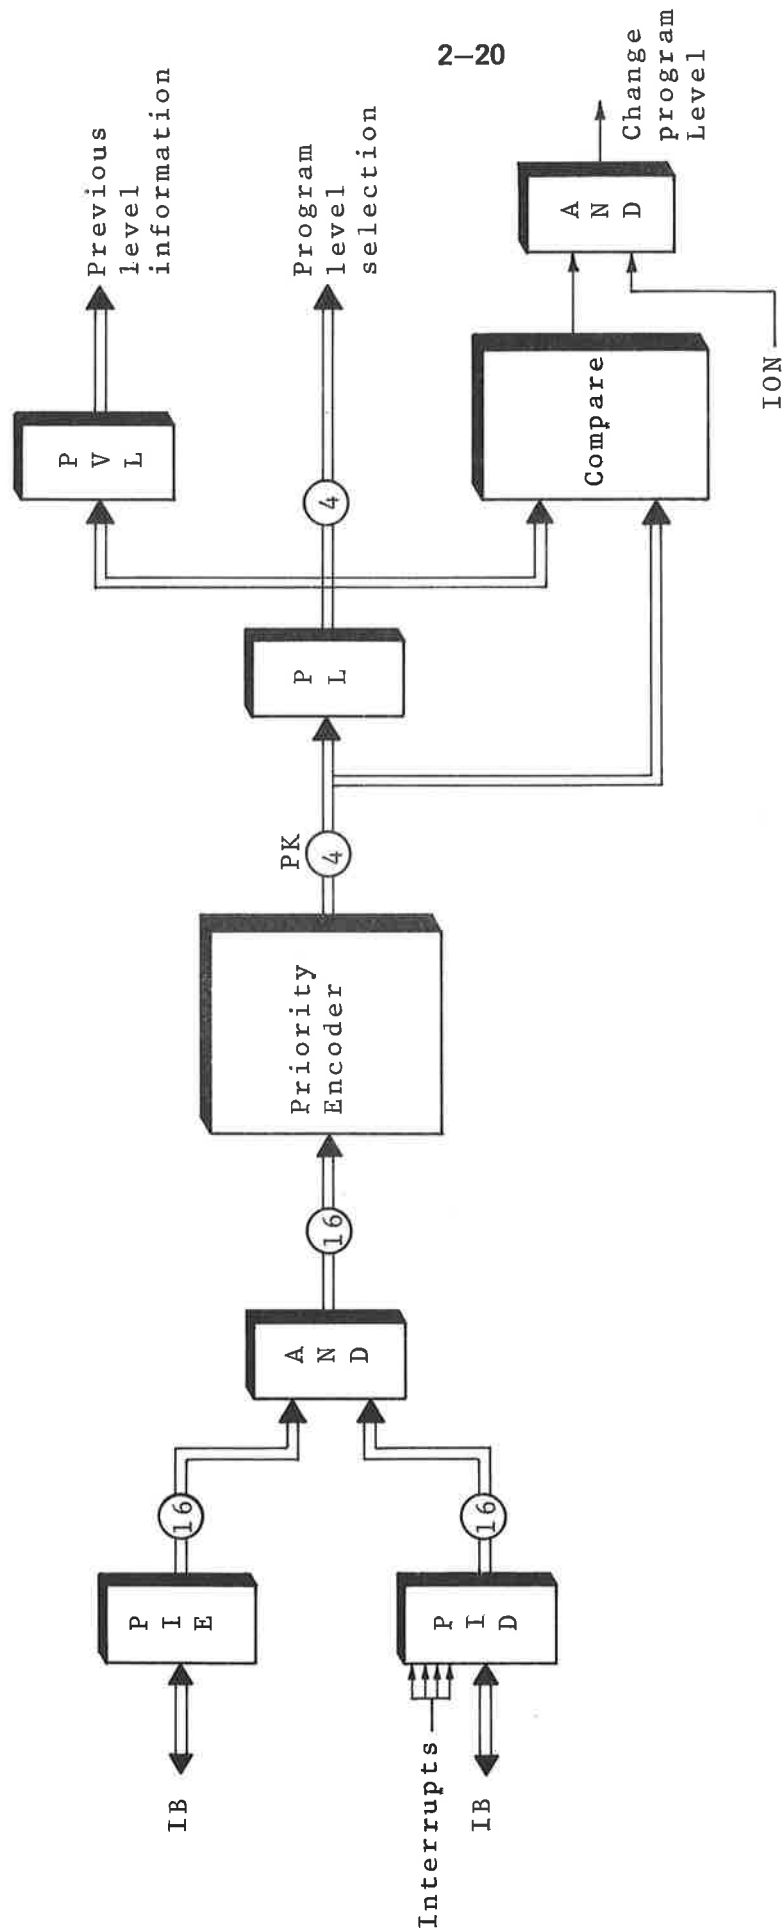 2–20
IB
P
I
E
16
Interrupts
IB
P
I
D
16
A
N
D
16
Priority
Encoder
PK
4
P
L
4
P
V
L
Previous
level
information
Program
level
selection
Compare
ION
A
N
D
Change
program
Level